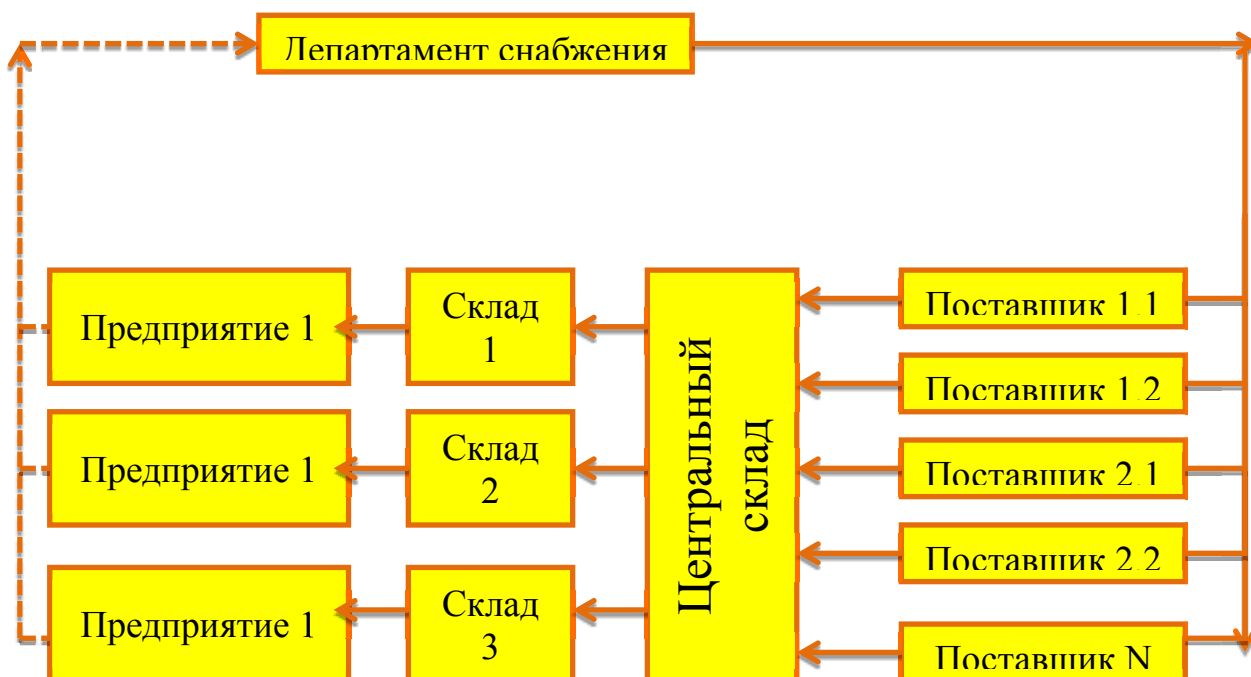 Департамент снабжения
Предприятие 1
Склад
1
Центральный
склад
Поставщик 1.1
Поставщик 1.2
Предприятие 1
Склад
2
Поставщик 2.1
Поставщик 2.2
Предприятие 1
Склад
3
Поставщик N